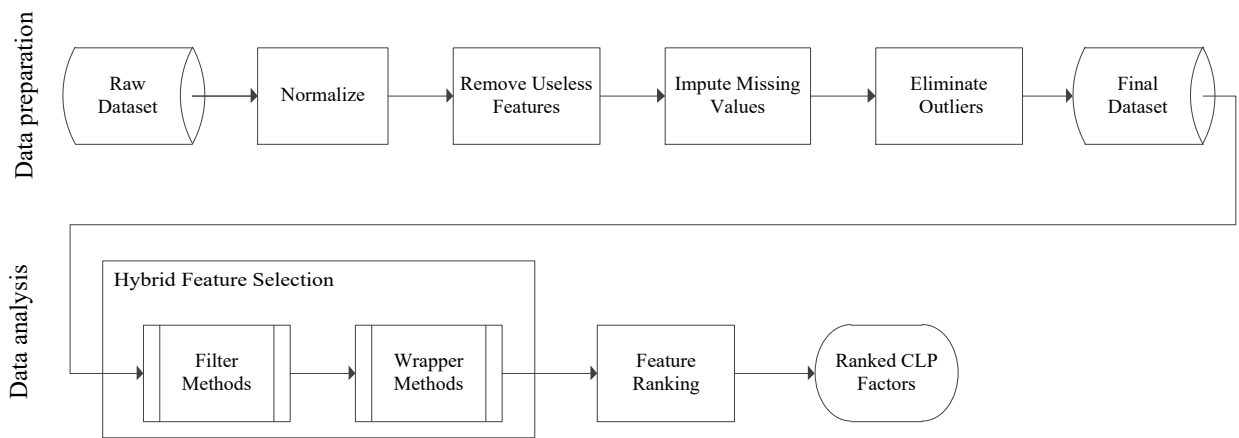 Data preparation
Raw
Dataset
Normalize
Remove Useless
Features
Impute Missing
Values
Eliminate
Outliers
Final
Dataset
Data analysis
Hybrid Feature Selection
Filter
Methods
Wrapper
Methods
Feature
Ranking
Ranked CLP
Factors